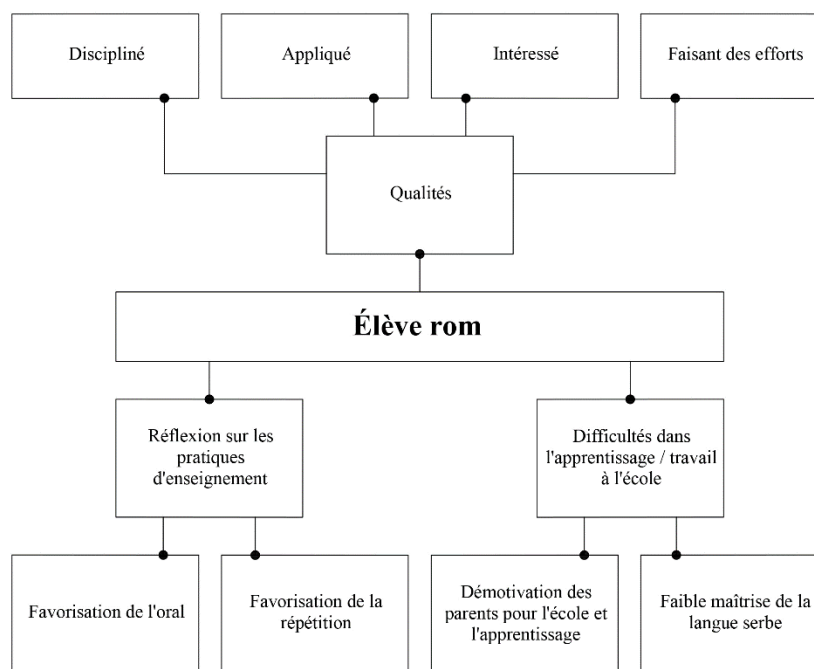 Discipliné
Appliqué
Intéressé
Faisant des efforts
Qualités
Élève rom
Réflexion sur les
pratiques
d'enseignement
Difficultés dans
l'apprentissage / travail
à l'école
Favorisation de l'oral
Favorisation de la
répétition
Démotivation des
parents pour l'école et
l'apprentissage
Faible maîtrise de la
langue serbe